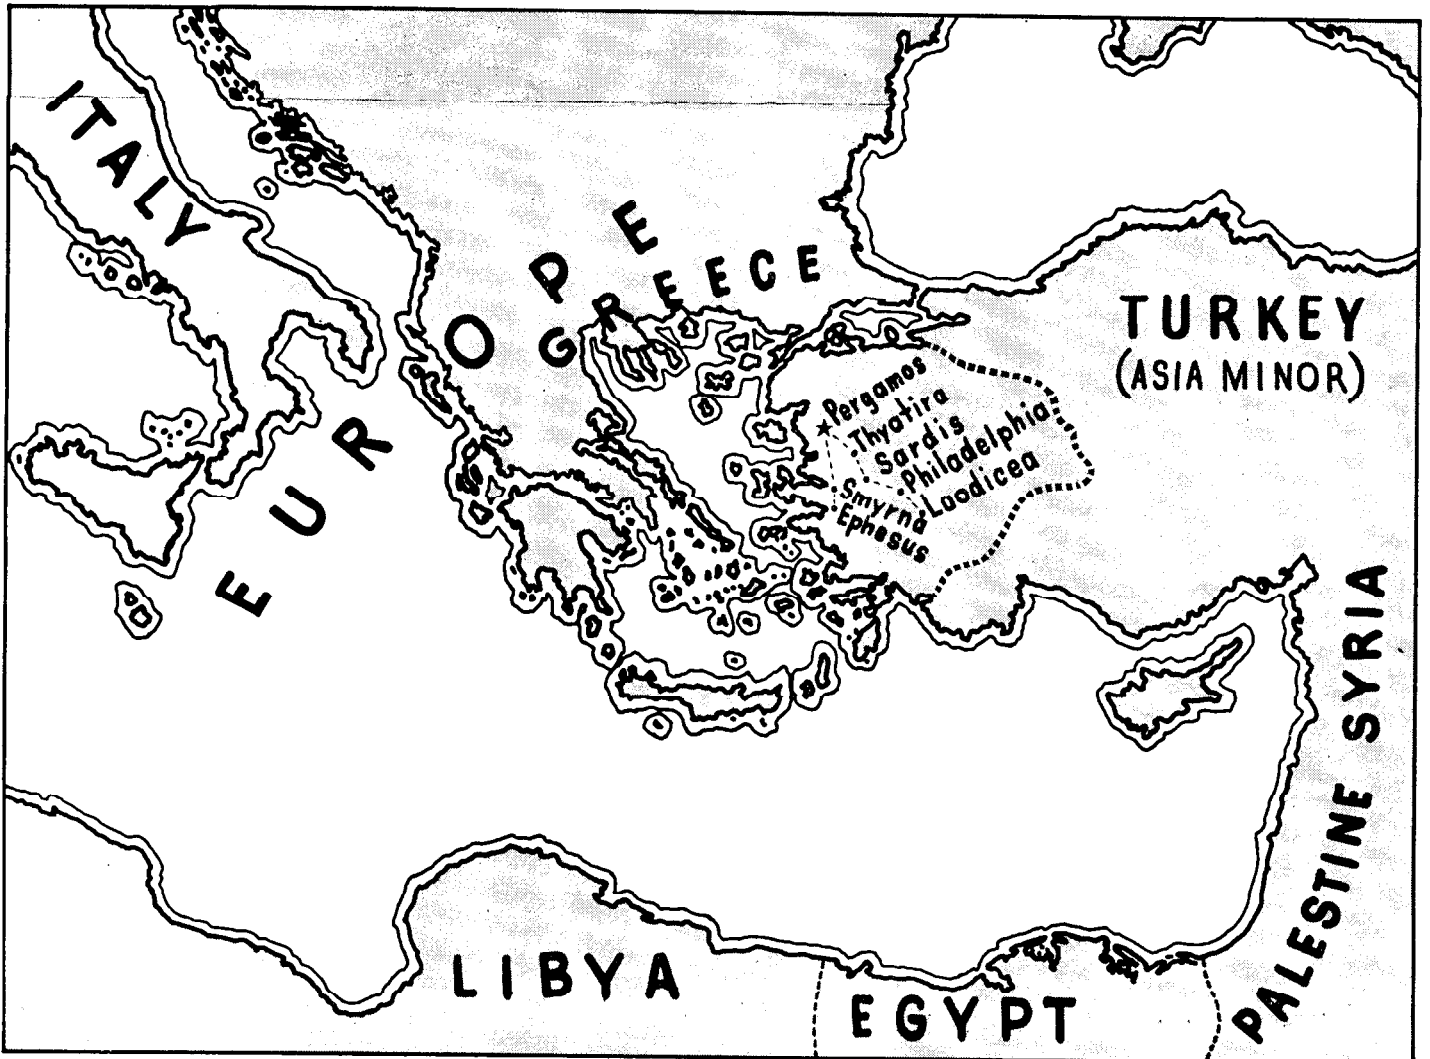 ITALY
EUROPE
GREECE
TURKEY
(ASIA MINOR)
Pergamos
Thyatira
Sardis
Philadelphia
Laodicea
Smyrna
Ephesus
SYRIA
PALESTINE
LIBYA
EGYPT